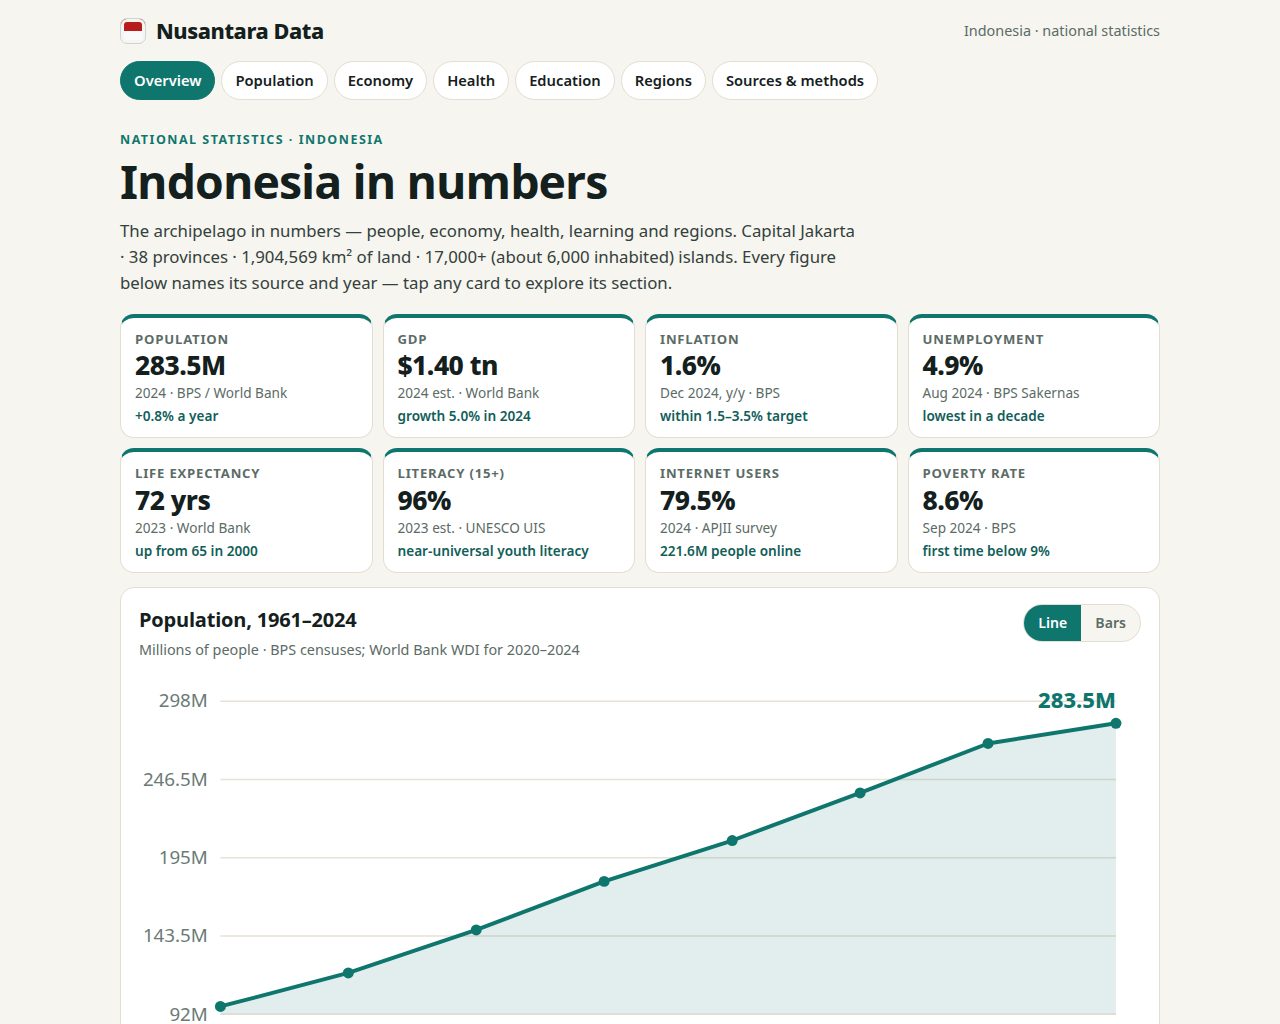 Nusantara Data
Indonesia · national statistics
Overview
Population
Economy
Health
Education
Regions
Sources & methods
NATIONAL STATISTICS · INDONESIA
Indonesia in numbers
The archipelago in numbers — people, economy, health, learning and regions. Capital Jakarta
· 38 provinces · 1,904,569 km² of land · 17,000+ (about 6,000 inhabited) islands. Every figure
below names its source and year — tap any card to explore its section.
POPULATION
283.5M
2024 · BPS / World Bank
+0.8% a year
GDP
$1.40 tn
2024 est. · World Bank
growth 5.0% in 2024
INFLATION
1.6%
Dec 2024, y/y · BPS
within 1.5–3.5% target
UNEMPLOYMENT
4.9%
Aug 2024 · BPS Sakernas
lowest in a decade
LIFE EXPECTANCY
72 yrs
2023 · World Bank
up from 65 in 2000
LITERACY (15+)
96%
2023 est. · UNESCO UIS
near-universal youth literacy
INTERNET USERS
79.5%
2024 · APJII survey
221.6M people online
POVERTY RATE
8.6%
Sep 2024 · BPS
first time below 9%
Population, 1961–2024
Line
Bars
Millions of people · BPS censuses; World Bank WDI for 2020–2024
298M
283.5M
246.5M
195M
143.5M
92M